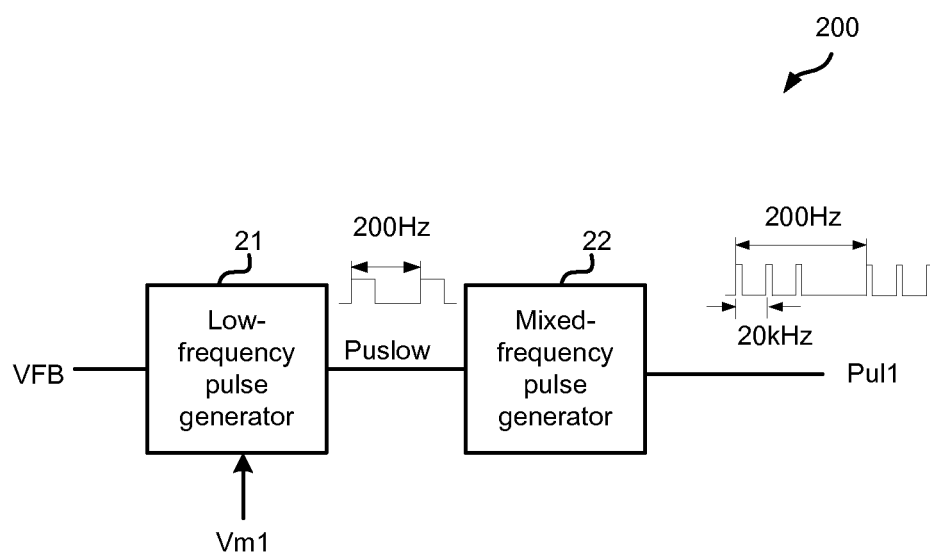 200
200Hz
200Hz
21
22
20kHz
Low-
frequency
pulse
generator
Mixed-
frequency
pulse
generator
VFB
Puslow
Pul1
Vm1